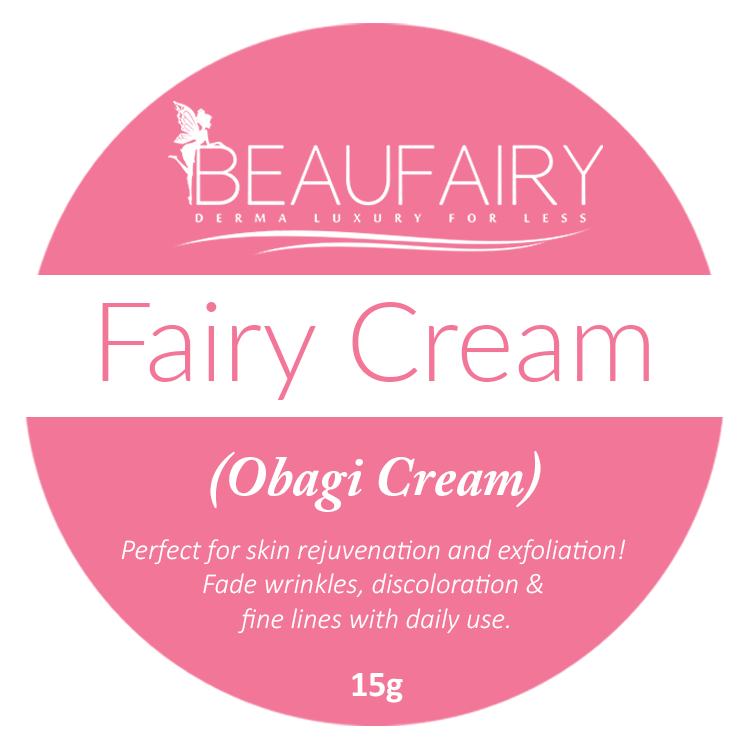 BEAUFAIRY
DERMA LUXURY FOR LESS
Fairy Cream
(Obagi Cream)
Perfect for skin rejuvenation and exfoliation!
Fade wrinkles, discoloration &
fine lines with daily use.
15g